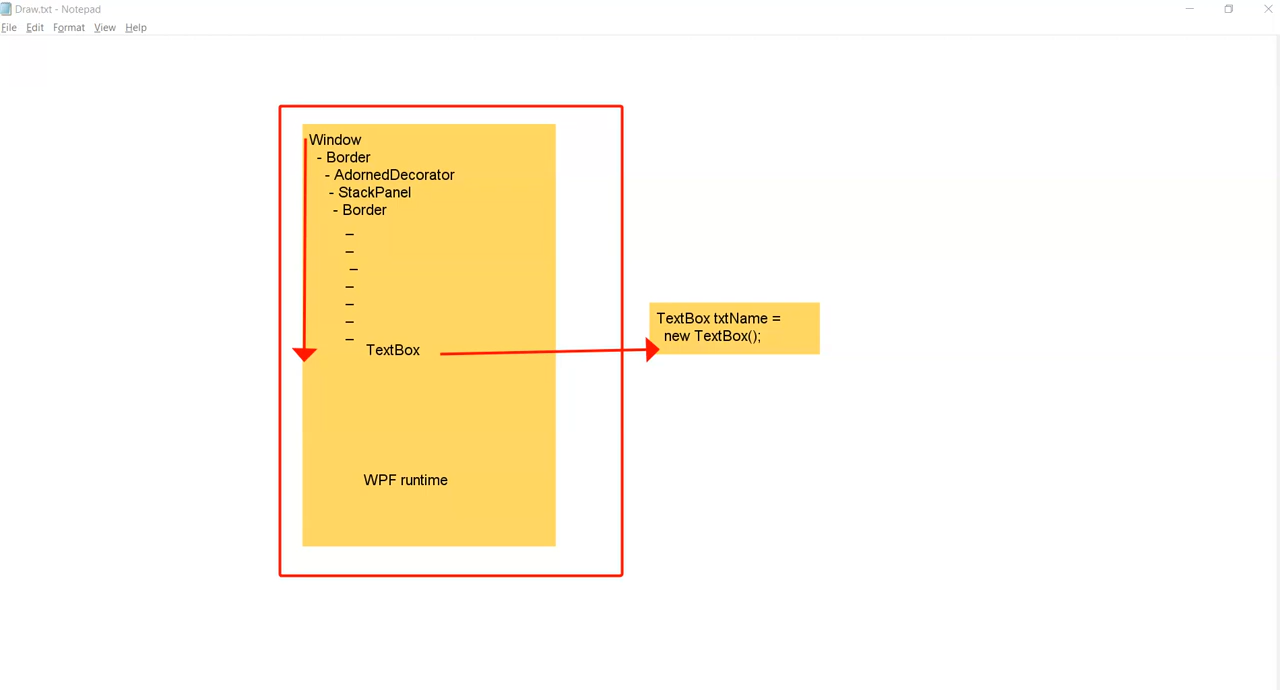 Draw.txt - Notepad
File Edit Format View Help
Window
- Border
- AdornedDecorator
- StackPanel
- Border
–
–
–
–
–
–
–
TextBox
TextBox txtName =
new TextBox();
WPF runtime